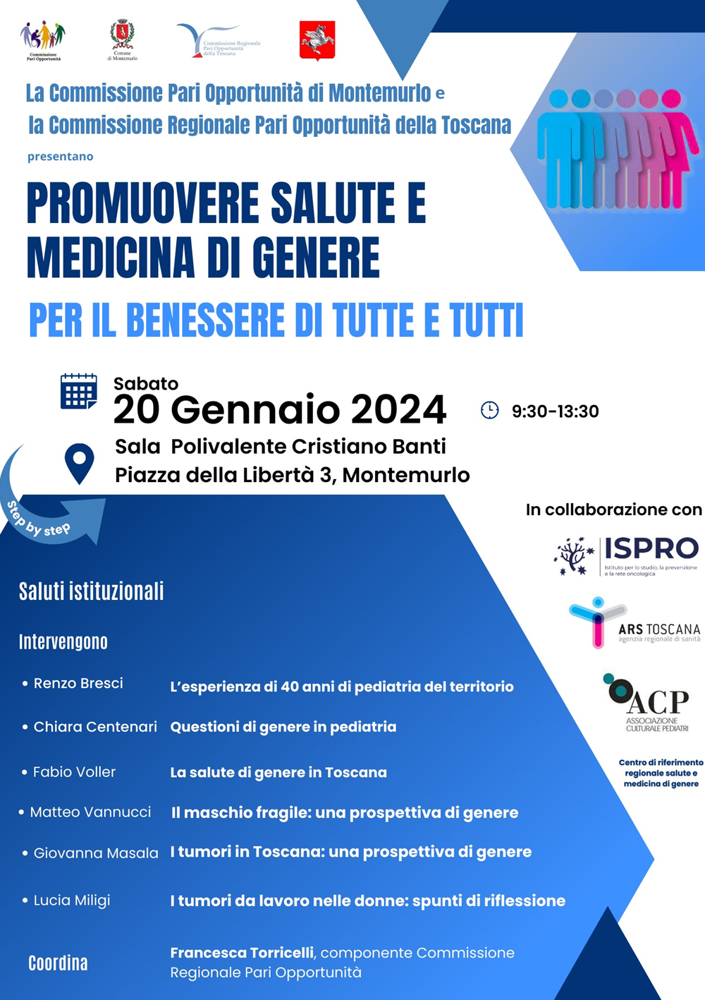 Commissione
Pari Opportunità
Comune
di Montemurlo
Commissione Regionale
Pari Opportunità
della Toscana
La Commissione Pari Opportunità di Montemurlo e
la Commissione Regionale Pari Opportunità della Toscana
presentano
PROMUOVERE SALUTE E
MEDICINA DI GENERE
PER IL BENESSERE DI TUTTE E TUTTI
Sabato
20 Gennaio 2024
9:30-13:30
Sala Polivalente Cristiano Banti
Piazza della Libertà 3, Montemurlo
Step by step
In collaborazione con
ISPRO
Istituto per lo studio, la prevenzione
e la rete oncologica
ARS TOSCANA
agenzia regionale di sanità
ACP
ASSOCIAZIONE
CULTURALE PEDIATRI
Centro di riferimento
regionale salute e
medicina di genere
Saluti istituzionali
Intervengono
• Renzo Bresci L'esperienza di 40 anni di pediatria del territorio
• Chiara Centenari Questioni di genere in pediatria
• Fabio Voller La salute di genere in Toscana
• Matteo Vannucci Il maschio fragile: una prospettiva di genere
• Giovanna Masala I tumori in Toscana: una prospettiva di genere
• Lucia Miligi I tumori da lavoro nelle donne: spunti di riflessione
Coordina
Francesca Torricelli, componente Commissione
Regionale Pari Opportunità